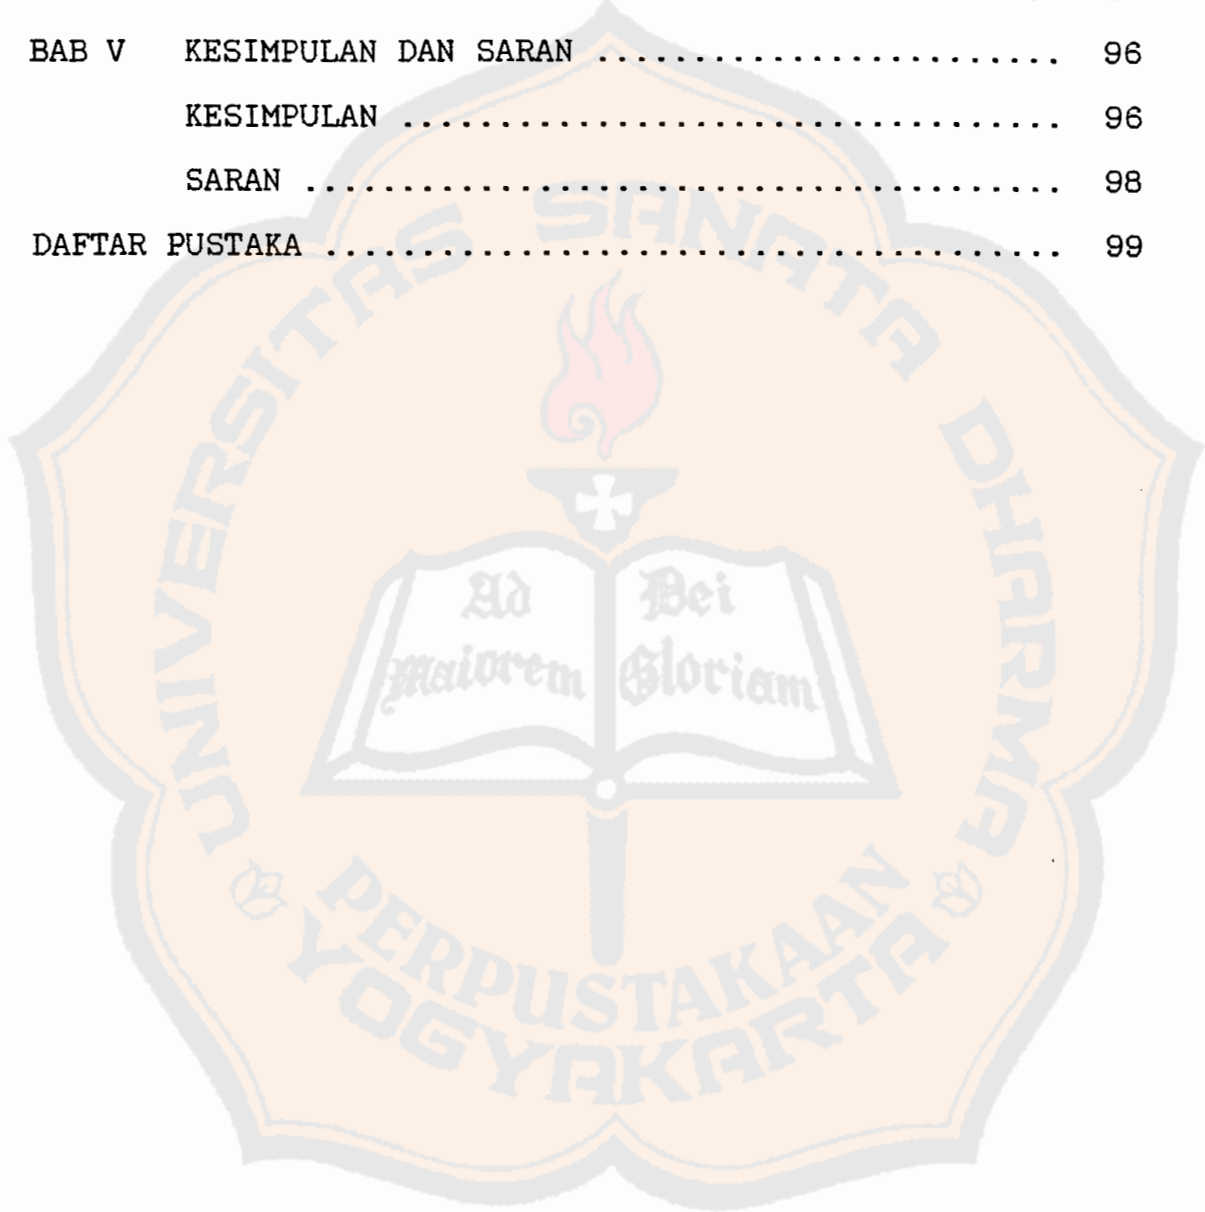 BAB V KESIMPULAN DAN SARAN ........................ 96
KESIMPULAN .................................. 96
SARAN ....................................... 98
DAFTAR PUSTAKA ...................................... 99
UNIVERSITAS SANATA DHARMA
Ad Dei
Maiorem Gloriam
PERPUSTAKAAN
YOGYAKARTA